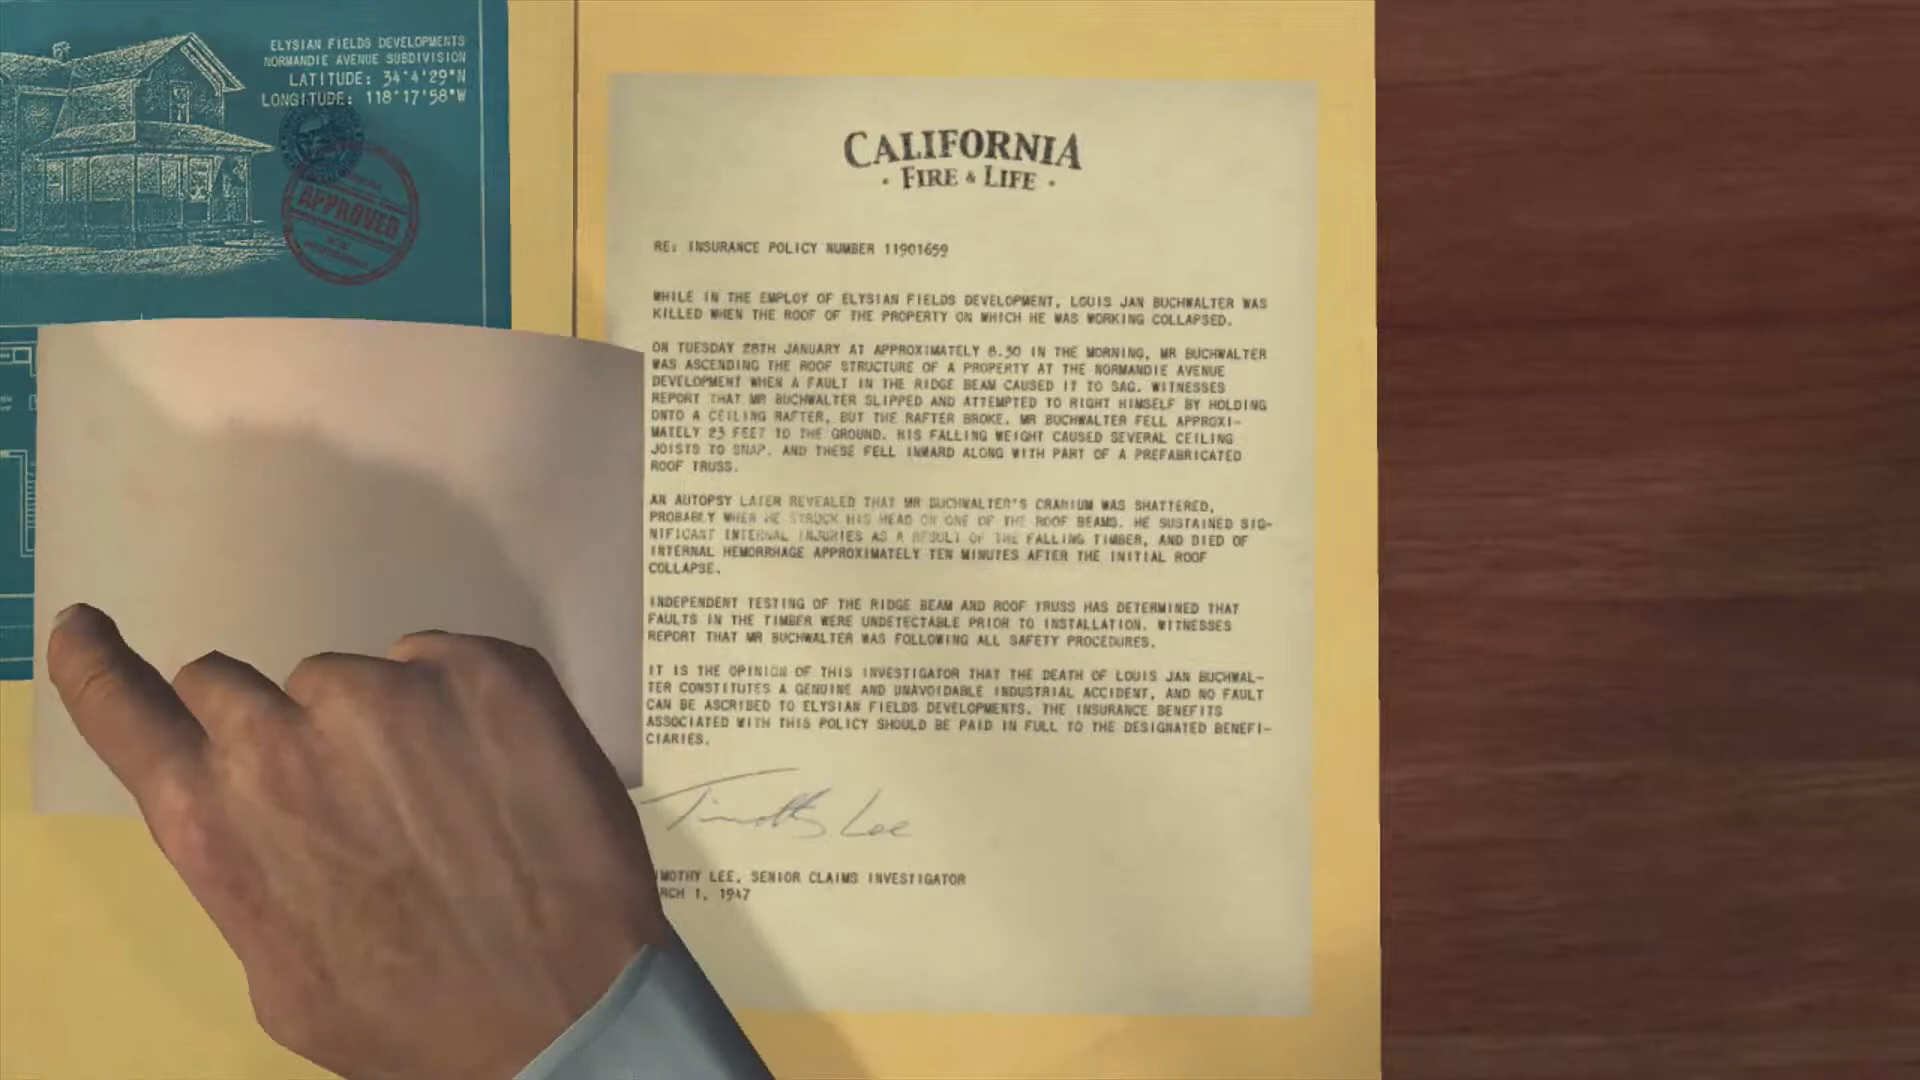 ELYSIAN FIELDS DEVELOPMENTS
NORMANDIE AVENUE SUBDIVISION
LATITUDE: 34°4'29"N
LONGITUDE: 118°17'58"W
APPROVED
CALIFORNIA
· FIRE & LIFE ·
RE: INSURANCE POLICY NUMBER 11901659
WHILE IN THE EMPLOY OF ELYSIAN FIELDS DEVELOPMENT, LOUIS JAN BUCHWALTER WAS
KILLED WHEN THE ROOF OF THE PROPERTY ON WHICH HE WAS WORKING COLLAPSED.
ON TUESDAY 28TH JANUARY AT APPROXIMATELY 8.30 IN THE MORNING, MR BUCHWALTER
WAS ASCENDING THE ROOF STRUCTURE OF A PROPERTY AT THE NORMANDIE AVENUE
DEVELOPMENT WHEN A FAULT IN THE RIDGE BEAM CAUSED IT TO SAG. WITNESSES
REPORT THAT MR BUCHWALTER SLIPPED AND ATTEMPTED TO RIGHT HIMSELF BY HOLDING
ONTO A CEILING RAFTER, BUT THE RAFTER BROKE. MR BUCHWALTER FELL APPROXI-
MATELY 23 FEET TO THE GROUND. HIS FALLING WEIGHT CAUSED SEVERAL CEILING
JOISTS TO SNAP, AND THESE FELL INWARD ALONG WITH PART OF A PREFABRICATED
ROOF TRUSS.
AN AUTOPSY LATER REVEALED THAT MR BUCHWALTER'S CRANIUM WAS SHATTERED,
PROBABLY WHEN HE STRUCK HIS HEAD ON ONE OF THE ROOF BEAMS. HE SUSTAINED SIG-
NIFICANT INTERNAL INJURIES AS A RESULT OF THE FALLING TIMBER, AND DIED OF
INTERNAL HEMORRHAGE APPROXIMATELY TEN MINUTES AFTER THE INITIAL ROOF
COLLAPSE.
INDEPENDENT TESTING OF THE RIDGE BEAM AND ROOF TRUSS HAS DETERMINED THAT
FAULTS IN THE TIMBER WERE UNDETECTABLE PRIOR TO INSTALLATION. WITNESSES
REPORT THAT MR BUCHWALTER WAS FOLLOWING ALL SAFETY PROCEDURES.
IT IS THE OPINION OF THIS INVESTIGATOR THAT THE DEATH OF LOUIS JAN BUCHWAL-
TER CONSTITUTES A GENUINE AND UNAVOIDABLE INDUSTRIAL ACCIDENT, AND NO FAULT
CAN BE ASCRIBED TO ELYSIAN FIELDS DEVELOPMENTS. THE INSURANCE BENEFITS
ASSOCIATED WITH THIS POLICY SHOULD BE PAID IN FULL TO THE DESIGNATED BENEFI-
CIARIES.
Timothy Lee
IMOTHY LEE, SENIOR CLAIMS INVESTIGATOR
RCH 1, 1947